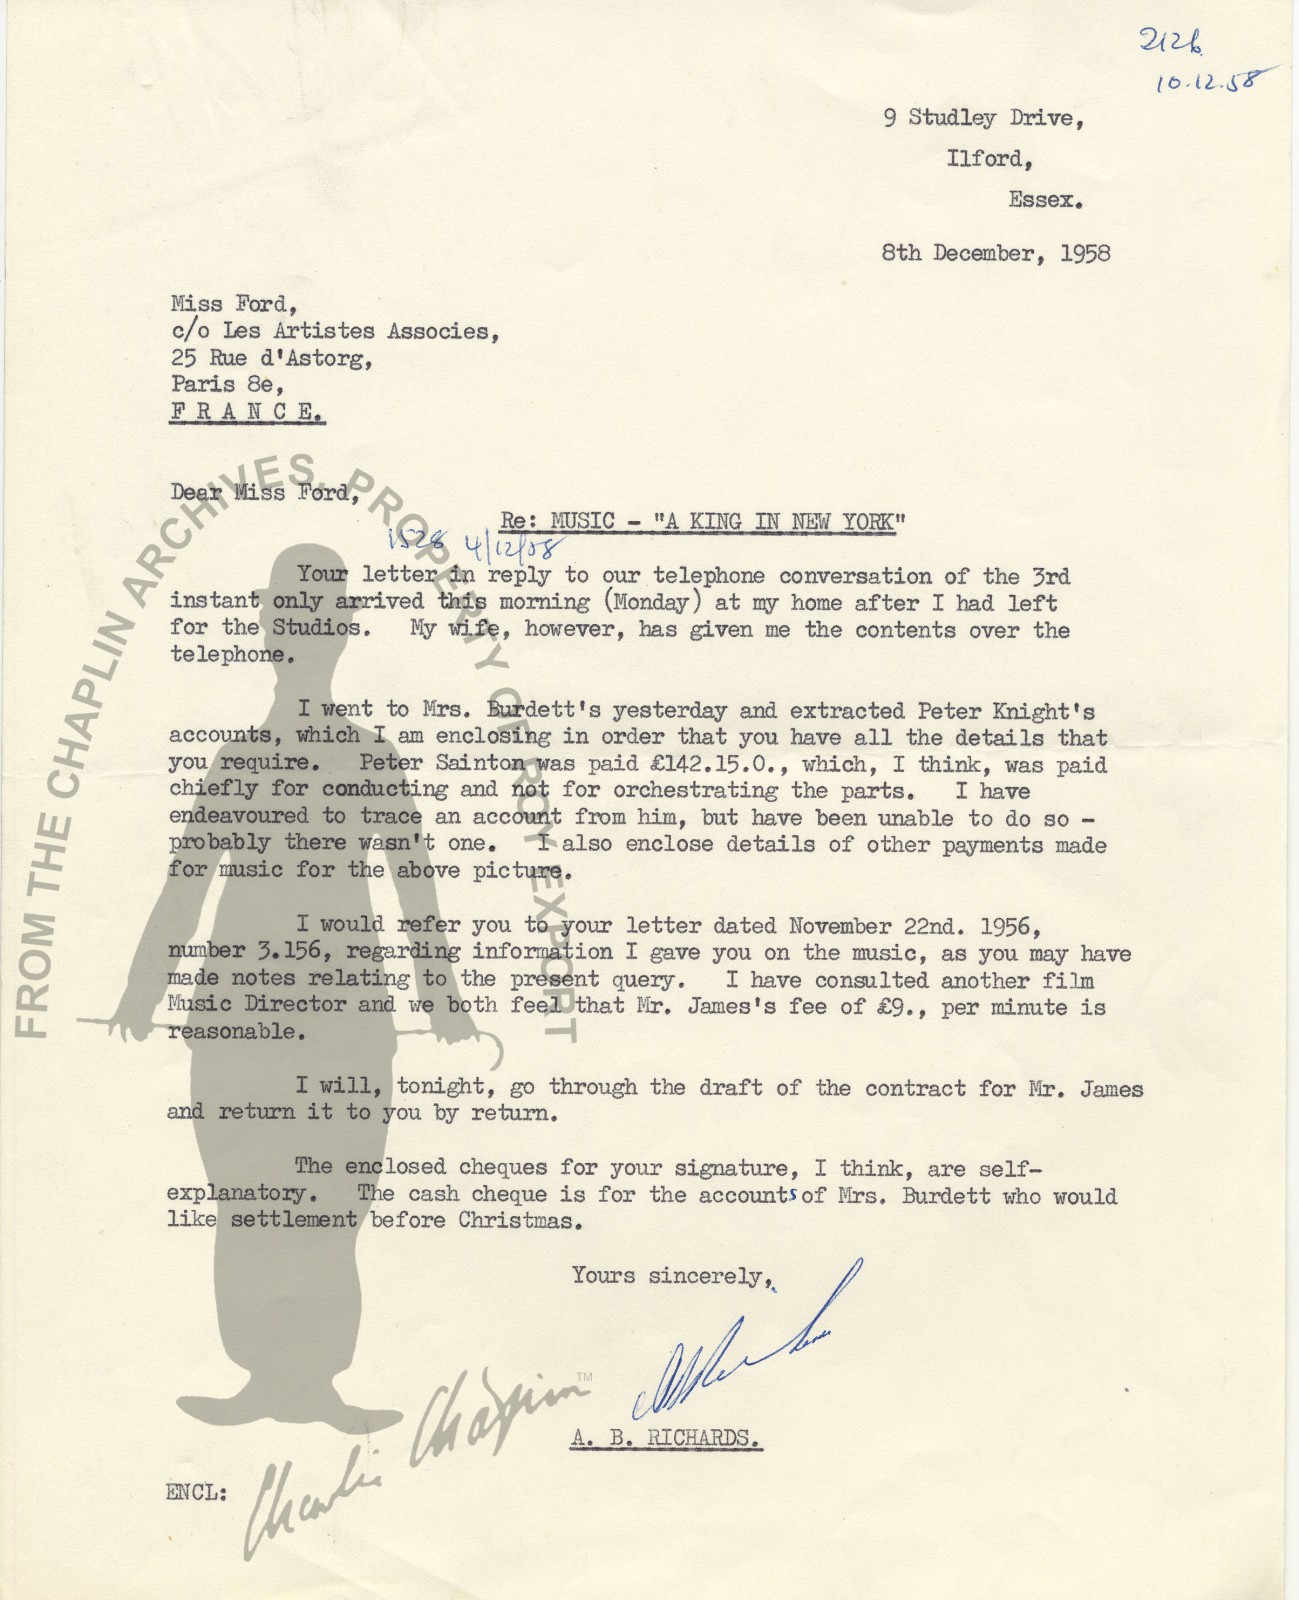 2126
10.12.58
9 Studley Drive,
Ilford,
Essex.
8th December, 1958
Miss Ford,
c/o Les Artistes Associes,
25 Rue d'Astorg,
Paris 8e,
F R A N C E.
Dear Miss Ford,
Re: MUSIC - "A KING IN NEW YORK"
1528 4/12/58
Your letter in reply to our telephone conversation of the 3rd
instant only arrived this morning (Monday) at my home after I had left
for the Studios. My wife, however, has given me the contents over the
telephone.
I went to Mrs. Burdett's yesterday and extracted Peter Knight's
accounts, which I am enclosing in order that you have all the details that
you require. Peter Sainton was paid £142.15.0., which, I think, was paid
chiefly for conducting and not for orchestrating the parts. I have
endeavoured to trace an account from him, but have been unable to do so -
probably there wasn't one. I also enclose details of other payments made
for music for the above picture.
I would refer you to your letter dated November 22nd. 1956,
number 3.156, regarding information I gave you on the music, as you may have
made notes relating to the present query. I have consulted another film
Music Director and we both feel that Mr. James's fee of £9., per minute is
reasonable.
I will, tonight, go through the draft of the contract for Mr. James
and return it to you by return.
The enclosed cheques for your signature, I think, are self-
explanatory. The cash cheque is for the accounts of Mrs. Burdett who would
like settlement before Christmas.
Yours sincerely,
A. B. RICHARDS.
ENCL:
FROM THE CHAPLIN ARCHIVES, PROPERTY OF ROY EXPORT
Charlie Chaplin™